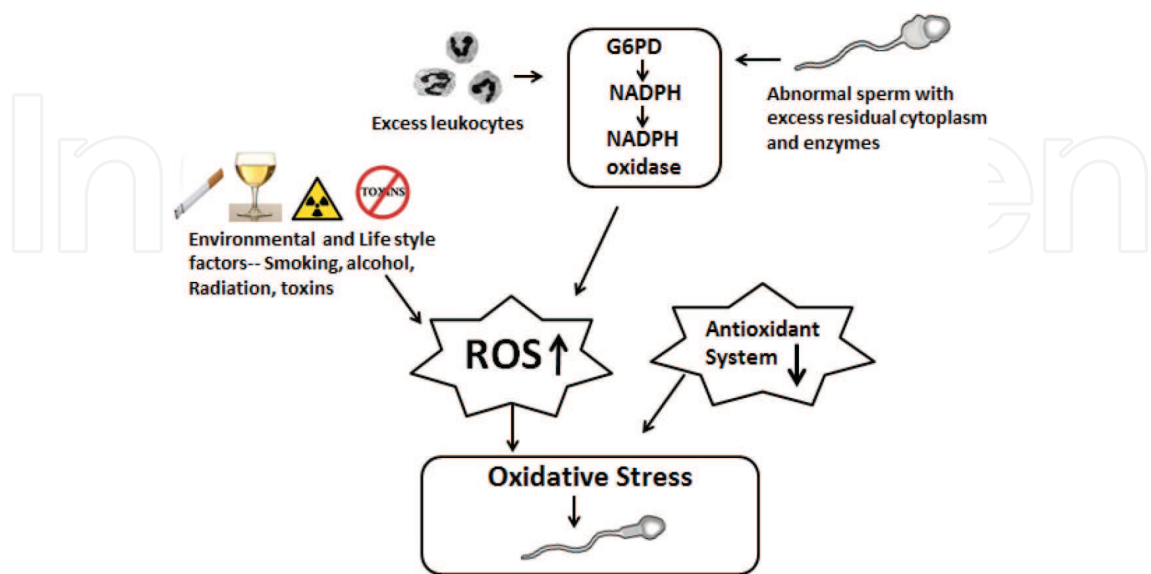 G6PD
NADPH
NADPH
oxidase
Excess leukocytes
Abnormal sperm with
excess residual cytoplasm
and enzymes
TOXINS
Environmental and Life style
factors-- Smoking, alcohol,
Radiation, toxins
ROS
Antioxidant
System
Oxidative Stress